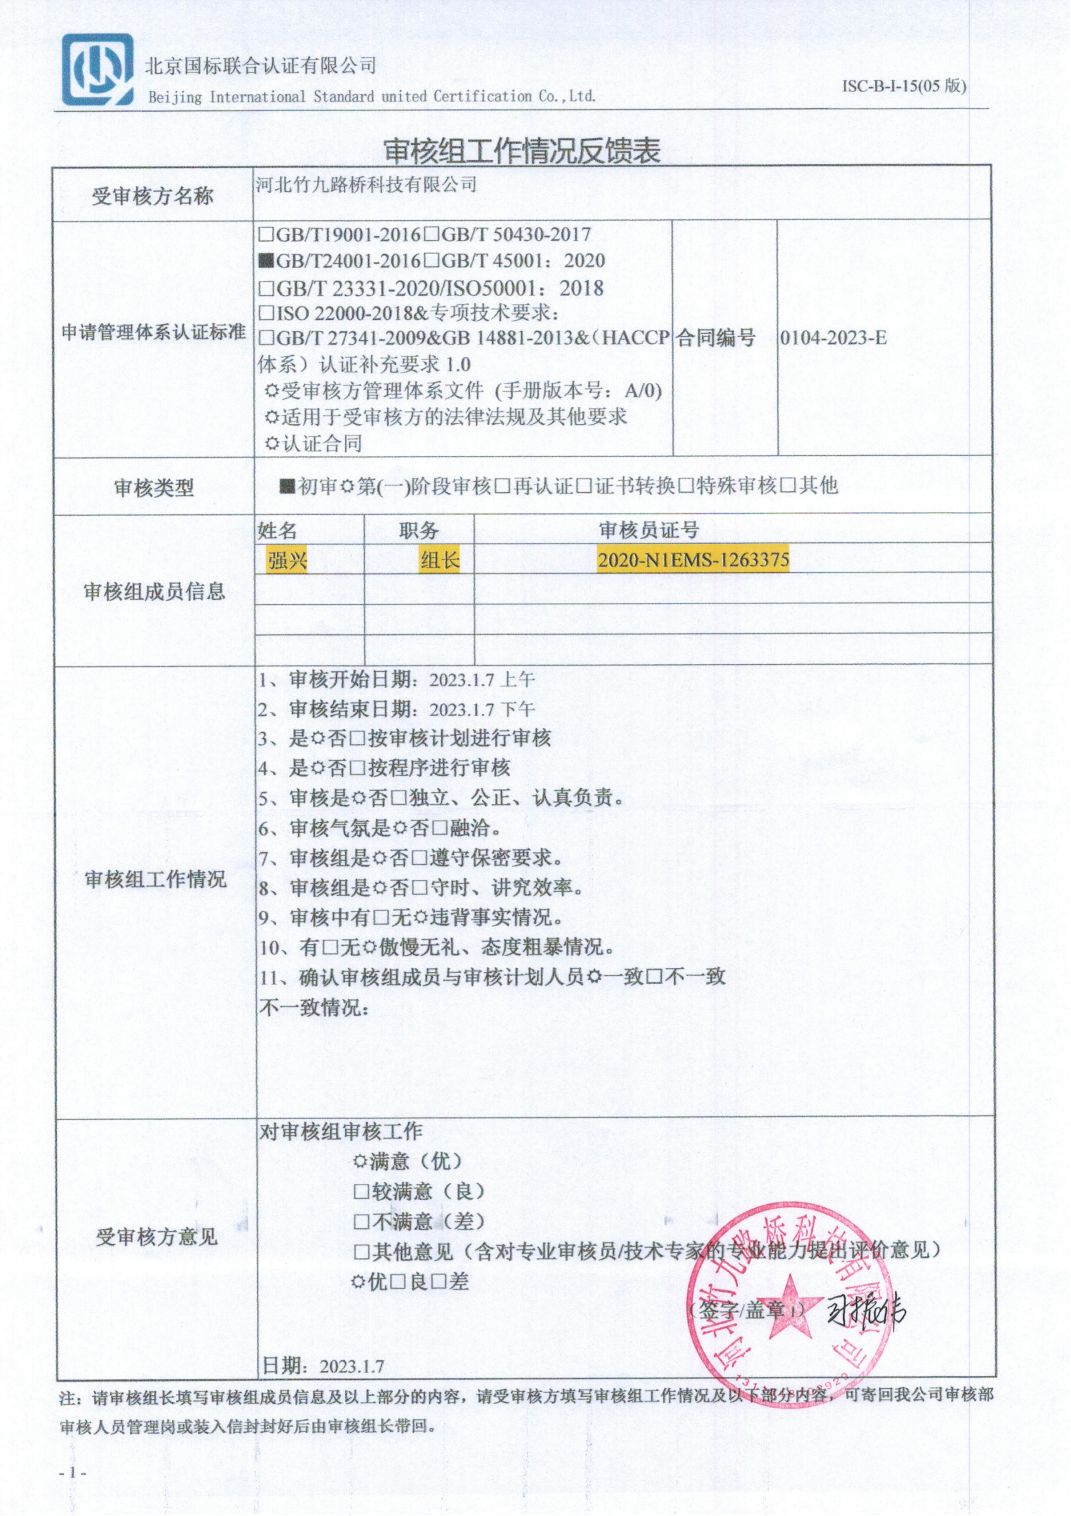 北京国标联合认证有限公司
Beijing International Standard united Certification Co.,Ltd.
ISC-B-I-15(05 版)
审核组工作情况反馈表
受审核方名称
河北竹九路桥科技有限公司
申请管理体系认证标准
□GB/T19001-2016□GB/T 50430-2017
■GB/T24001-2016□GB/T 45001：2020
□GB/T 23331-2020/ISO50001：2018
□ISO 22000-2018&专项技术要求：
□GB/T 27341-2009&GB 14881-2013&（HACCP
体系）认证补充要求 1.0
✩受审核方管理体系文件 (手册版本号：A/0)
✩适用于受审核方的法律法规及其他要求
✩认证合同
合同编号
0104-2023-E
审核类型
■初审✩第(一)阶段审核□再认证□证书转换□特殊审核□其他
审核组成员信息
姓名 职务 审核员证号
强兴 组长 2020-N1EMS-1263375
审核组工作情况
1、审核开始日期：2023.1.7 上午
2、审核结束日期：2023.1.7 下午
3、是✩否□按审核计划进行审核
4、是✩否□按程序进行审核
5、审核是✩否□独立、公正、认真负责。
6、审核气氛是✩否□融洽。
7、审核组是✩否□遵守保密要求。
8、审核组是✩否□守时、讲究效率。
9、审核中有□无✩违背事实情况。
10、有□无✩傲慢无礼、态度粗暴情况。
11、确认审核组成员与审核计划人员✩一致□不一致
不一致情况：
受审核方意见
对审核组审核工作
✩满意（优）
□较满意（良）
□不满意（差）
□其他意见（含对专业审核员/技术专家的专业能力提出评价意见）
✩优□良□差
（签字/盖章）
河北竹九路桥科技有限公司
日期：2023.1.7
注：请审核组长填写审核组成员信息及以上部分的内容，请受审核方填写审核组工作情况及以下部分内容，可寄回我公司审核部
审核人员管理岗或装入信封封好后由审核组长带回。
- 1 -